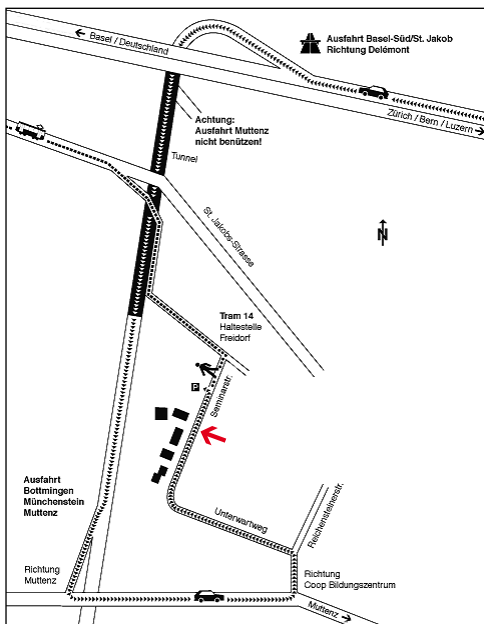 Ausfahrt Basel-Süd/St. Jakob
Richtung Delémont
← Basel / Deutschland
Zürich / Bern / Luzern →
Achtung:
Ausfahrt Muttenz
nicht benützen!
Tunnel
St. Jakobs-Strasse
N
Tram 14
Haltestelle
Freidorf
P
Seminarstr.
Ausfahrt
Bottmingen
Münchenstein
Muttenz
Unterwartweg
Reichensteinerstr.
Richtung
Muttenz
Richtung
Coop Bildungszentrum
Muttenz →